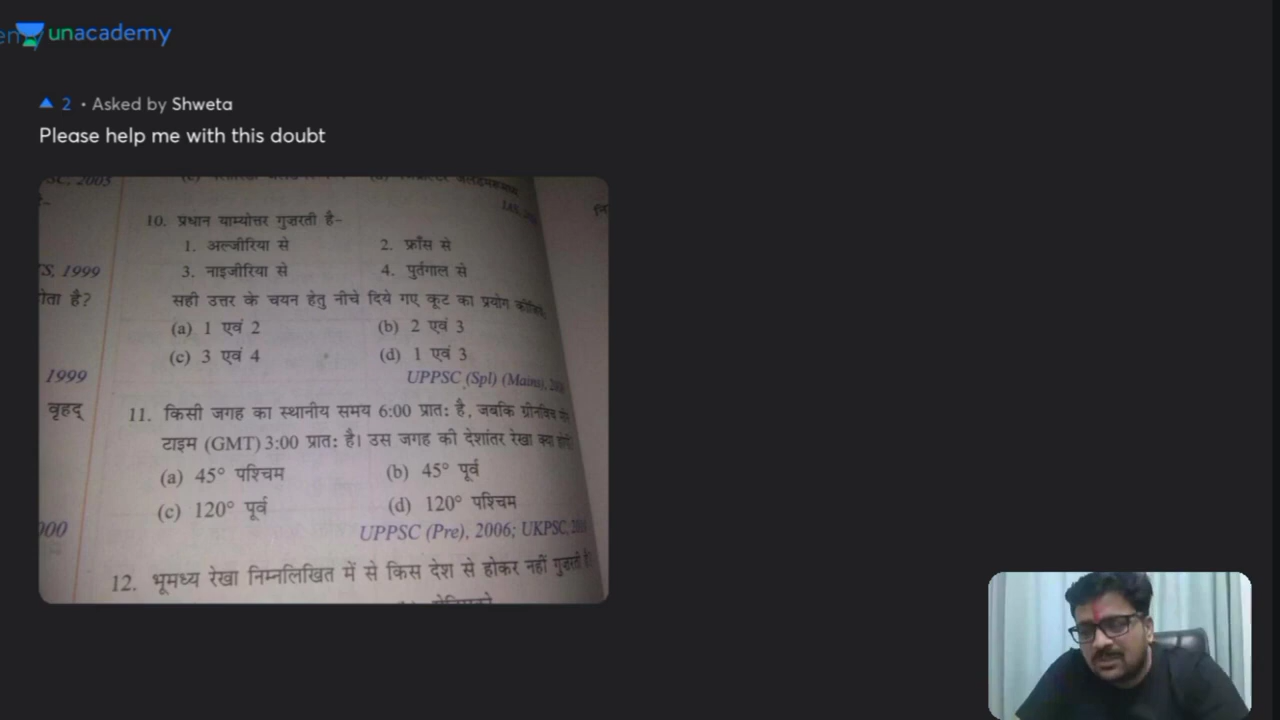 unacademy
2 • Asked by Shweta
Please help me with this doubt
10. प्रधान याम्योत्तर गुजरती है-
1. अल्जीरिया से 2. फ्राँस से
3. नाइजीरिया से 4. पुर्तगाल से
सही उत्तर के चयन हेतु नीचे दिये गए कूट का प्रयोग
(a) 1 एवं 2 (b) 2 एवं 3
(c) 3 एवं 4 (d) 1 एवं 3
UPPSC (Spl) (Mains),
11. किसी जगह का स्थानीय समय 6:00 प्रातः है, जबकि
टाइम (GMT) 3:00 प्रातः है। उस जगह की देशांतर रेखा क्या
(a) 45° पश्चिम (b) 45° पूर्व
(c) 120° पूर्व (d) 120° पश्चिम
UPPSC (Pre), 2006; UKPSC,
12. भूमध्य रेखा निम्नलिखित में से किस देश से होकर नहीं गुजरती
1999
है?
1999
वृहद्